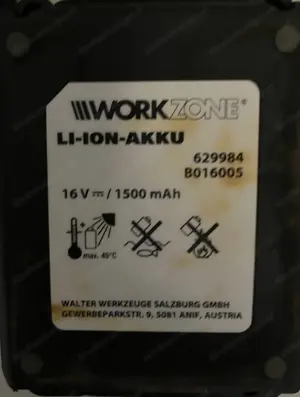 WORKZONE®
LI-ION-AKKU
629984
B016005
16 V⎓ / 1500 mAh
max. 45°C
WALTER WERKZEUGE SALZBURG GMBH
GEWERBEPARKSTR. 9, 5081 ANIF, AUSTRIA